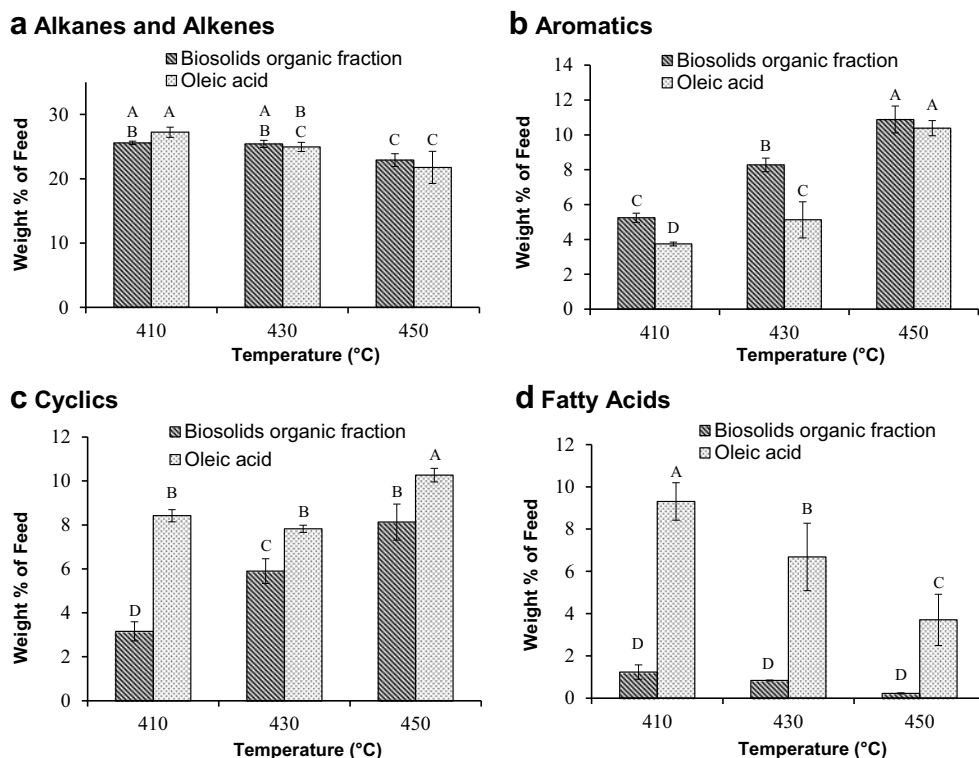 a Alkanes and Alkenes
Biosolids organic fraction
Oleic acid
Weight % of Feed
30
20
10
0
A
B
A
A
B
B
C
C
C
410
430
450
Temperature (°C)
b Aromatics
Biosolids organic fraction
Oleic acid
Weight % of Feed
14
12
10
8
6
4
2
0
C
D
B
C
A
A
410
430
450
Temperature (°C)
c Cyclics
Biosolids organic fraction
Oleic acid
Weight % of Feed
12
10
8
6
4
2
0
D
B
C
B
B
A
410
430
450
Temperature (°C)
d Fatty Acids
Biosolids organic fraction
Oleic acid
Weight % of Feed
12
10
8
6
4
2
0
D
A
D
B
D
C
410
430
450
Temperature (°C)